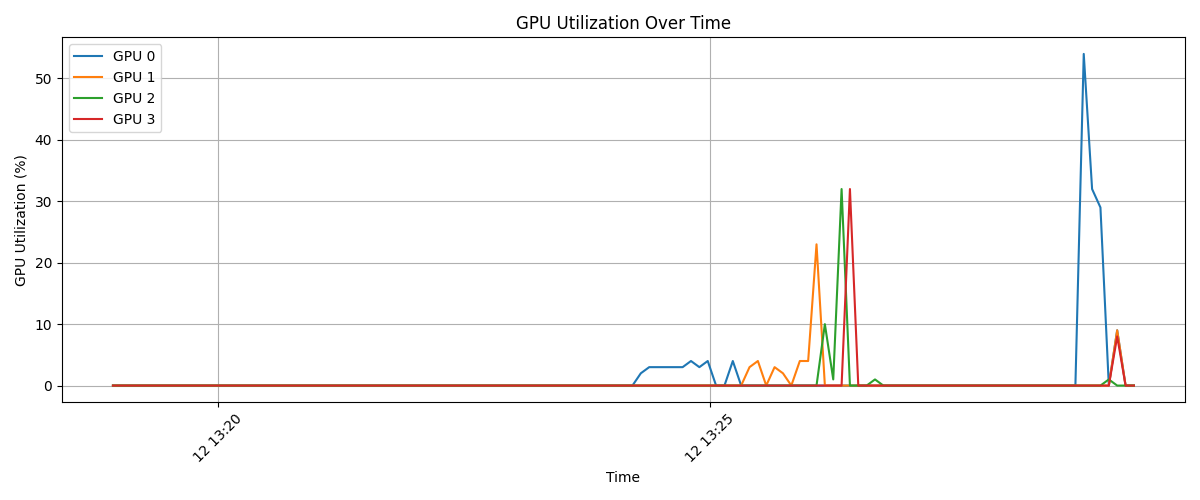 GPU Utilization Over Time
GPU 0
GPU 1
GPU 2
GPU 3
GPU Utilization (%)
50
40
30
20
10
0
12 13:20
12 13:25
Time